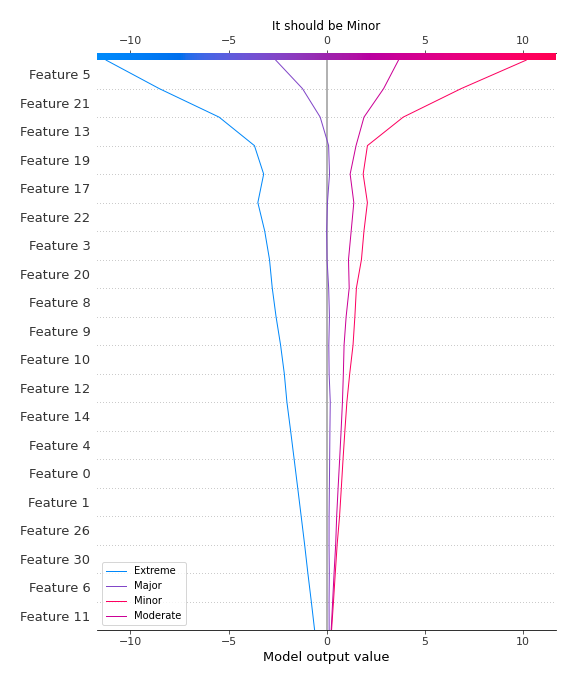 It should be Minor
−10 −5 0 5 10
Feature 5
Feature 21
Feature 13
Feature 19
Feature 17
Feature 22
Feature 3
Feature 20
Feature 8
Feature 9
Feature 10
Feature 12
Feature 14
Feature 4
Feature 0
Feature 1
Feature 26
Feature 30
Feature 6
Feature 11
Extreme
Major
Minor
Moderate
−10 −5 0 5 10
Model output value